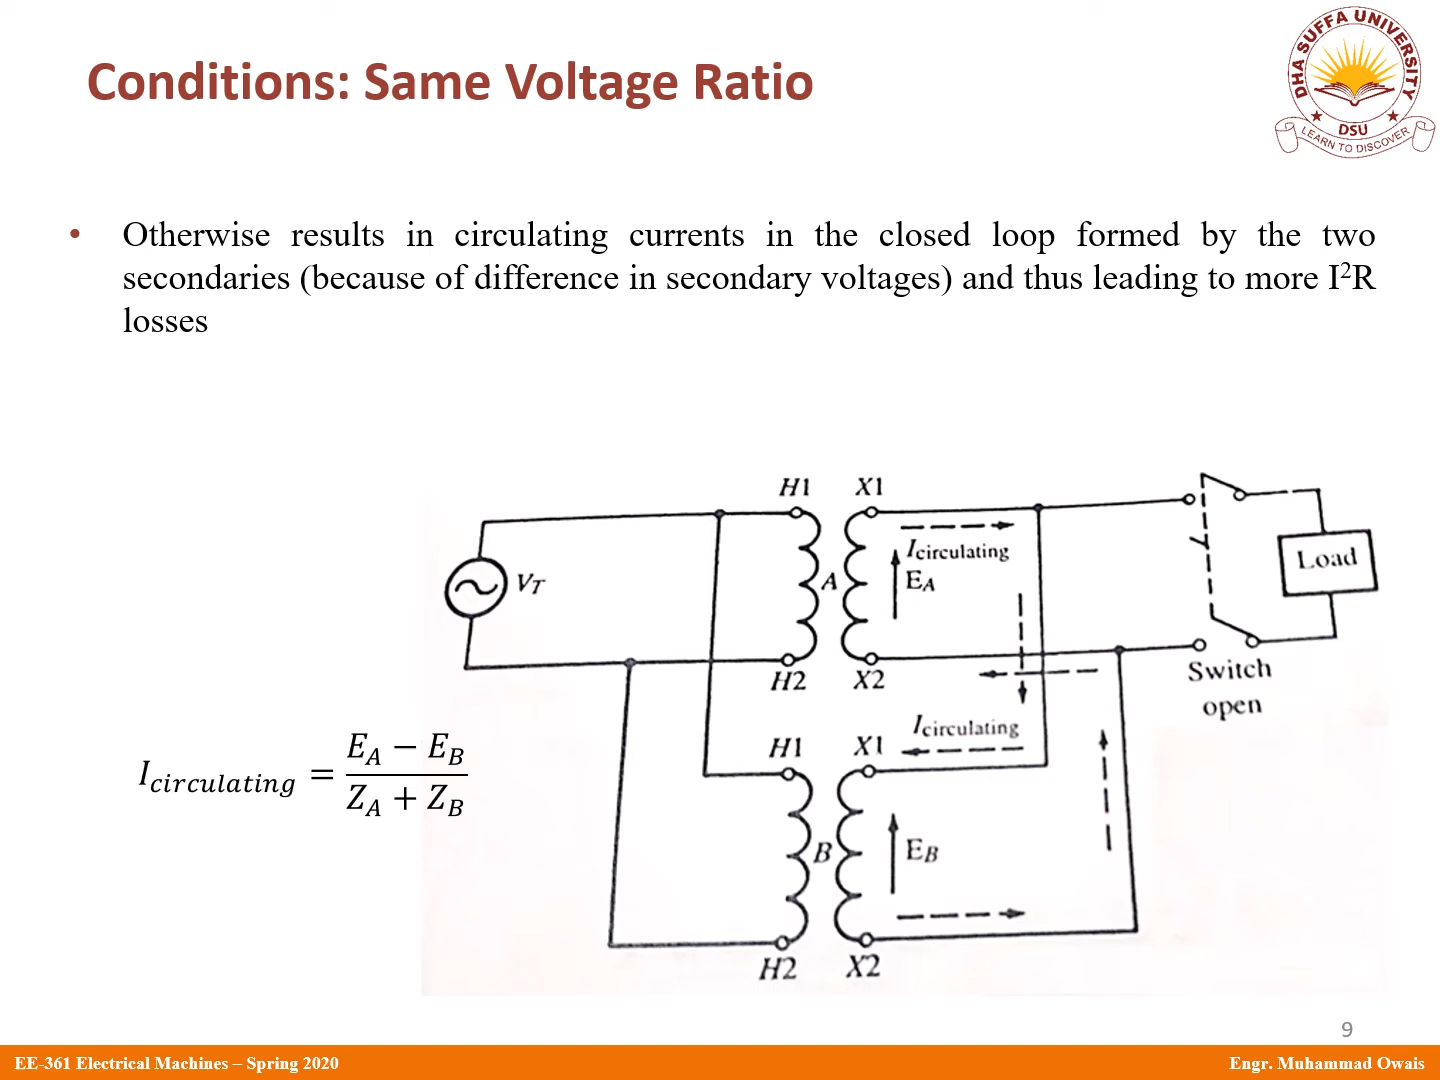 Conditions: Same Voltage Ratio
DHA SUFFA UNIVERSITY
DSU
LEARN TO DISCOVER
• Otherwise results in circulating currents in the closed loop formed by the two
secondaries (because of difference in secondary voltages) and thus leading to more I²R
losses
H1 X1
I circulating
V_T
A
E_A
Load
H2 X2
Switch
open
I circulating
H1 X1
I_circulating = (E_A − E_B) / (Z_A + Z_B)
B
E_B
H2 X2
9
EE-361 Electrical Machines – Spring 2020
Engr. Muhammad Owais